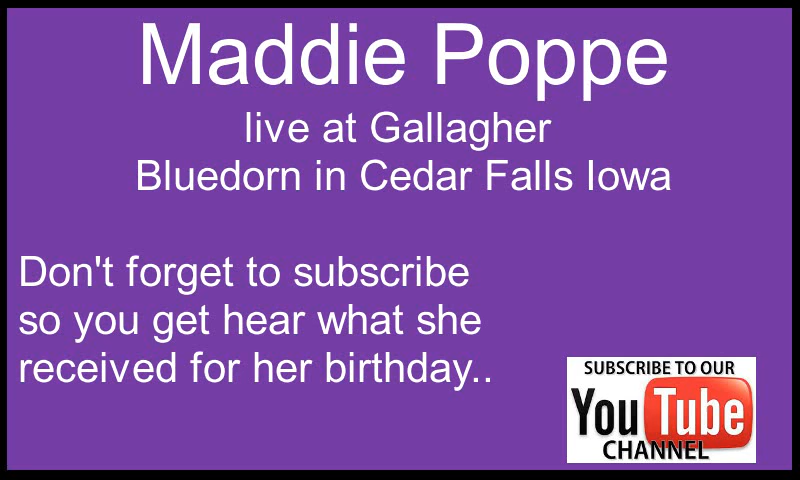 Maddie Poppe
live at Gallagher
Bluedorn in Cedar Falls Iowa
Don't forget to subscribe
so you get hear what she
received for her birthday..
SUBSCRIBE TO OUR
YouTube
CHANNEL